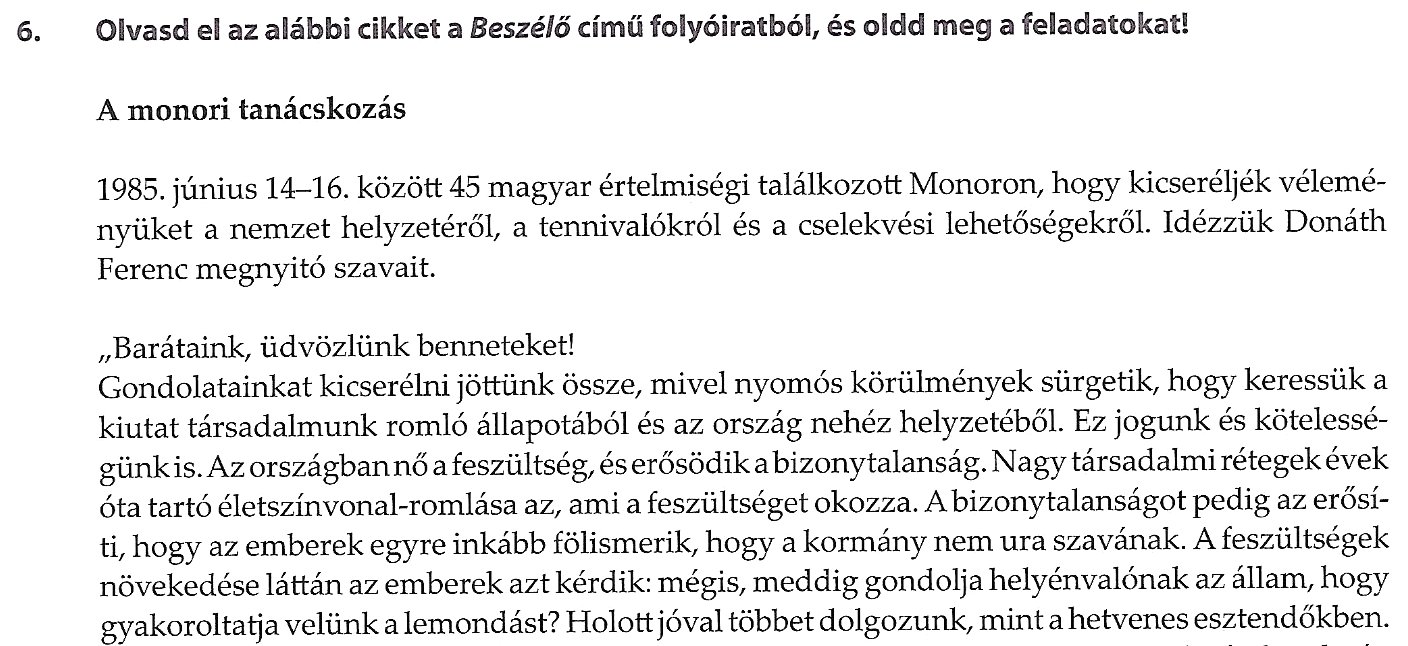 6. Olvasd el az alábbi cikket a Beszélő című folyóiratból, és oldd meg a feladatokat!
A monori tanácskozás
1985. június 14–16. között 45 magyar értelmiségi találkozott Monoron, hogy kicseréljék vélemé-
nyüket a nemzet helyzetéről, a tennivalókról és a cselekvési lehetőségekről. Idézzük Donáth
Ferenc megnyitó szavait.
„Barátaink, üdvözlünk benneteket!
Gondolatainkat kicserélni jöttünk össze, mivel nyomós körülmények sürgetik, hogy keressük a
kiutat társadalmunk romló állapotából és az ország nehéz helyzetéből. Ez jogunk és kötelessé-
günk is. Az országban nő a feszültség, és erősödik a bizonytalanság. Nagy társadalmi rétegek évek
óta tartó életszínvonal-romlása az, ami a feszültséget okozza. A bizonytalanságot pedig az erősí-
ti, hogy az emberek egyre inkább fölismerik, hogy a kormány nem ura szavának. A feszültségek
növekedése láttán az emberek azt kérdik: mégis, meddig gondolja helyénvalónak az állam, hogy
gyakoroltatja velünk a lemondást? Holott jóval többet dolgozunk, mint a hetvenes esztendőkben.